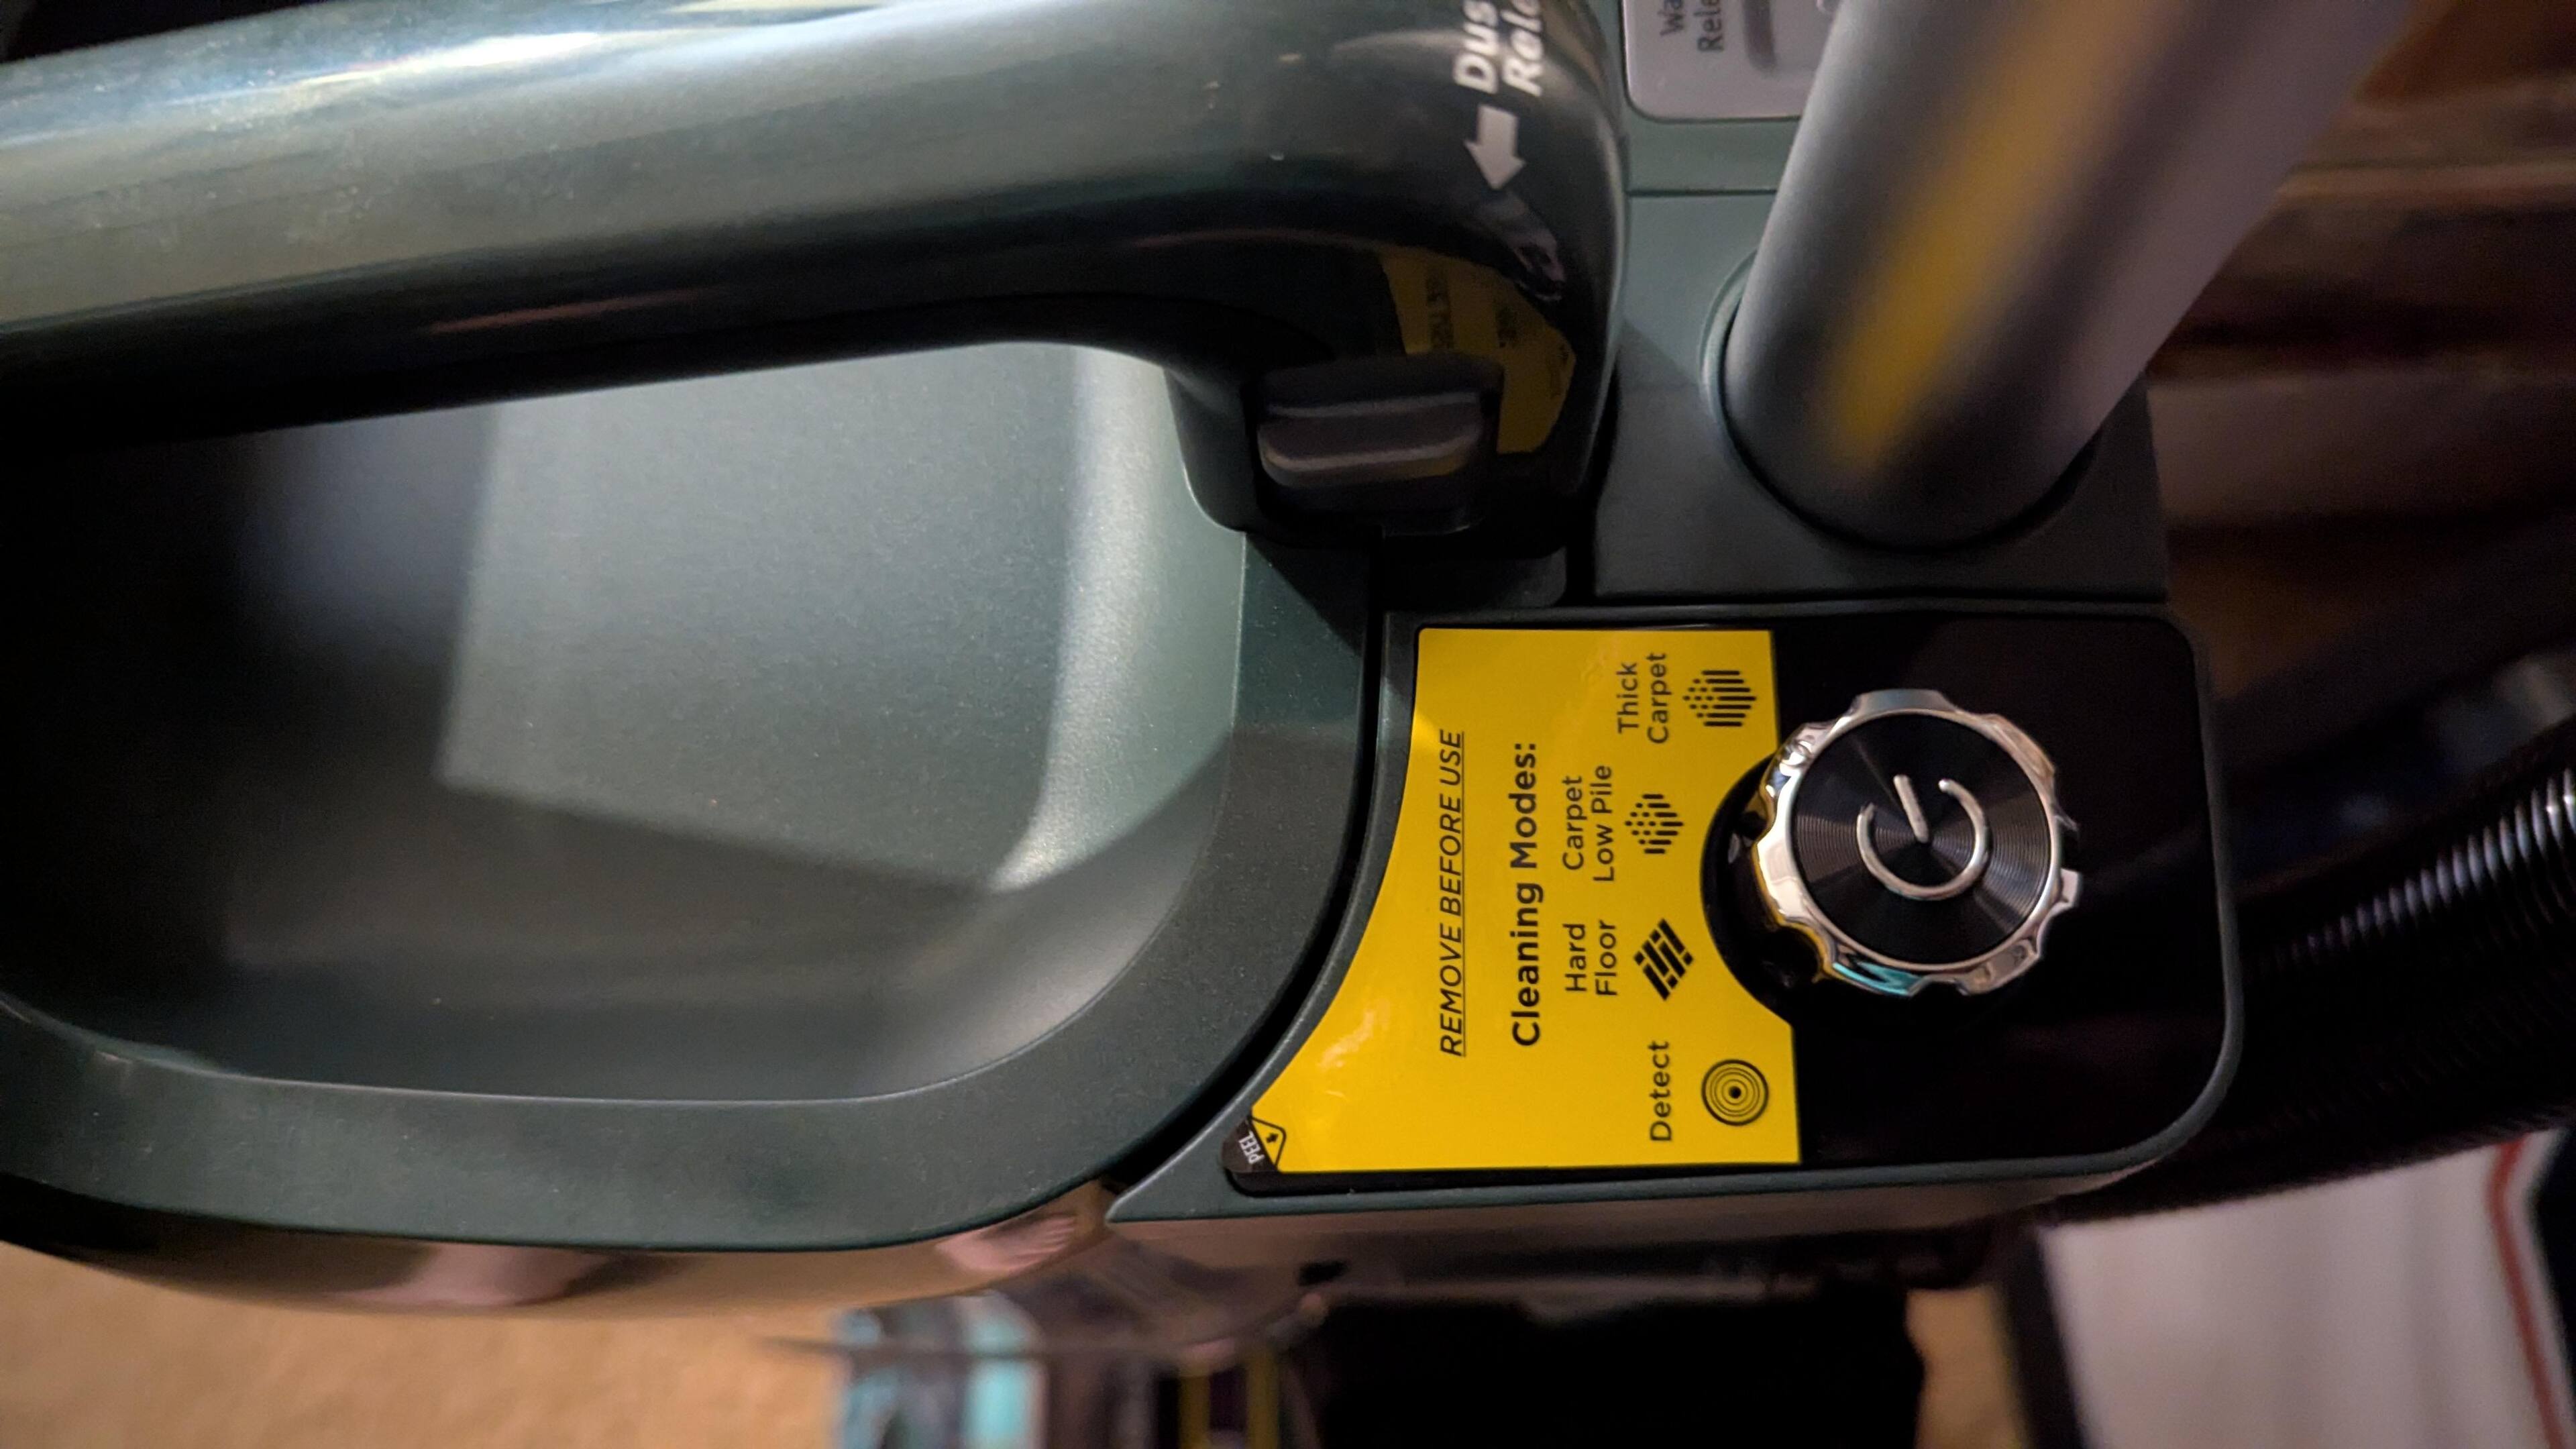 REMOVE BEFORE USE
Cleaning Modes:
Detect
Hard
Floor
Carpet
Low Pile
Thick
Carpet
PEEL